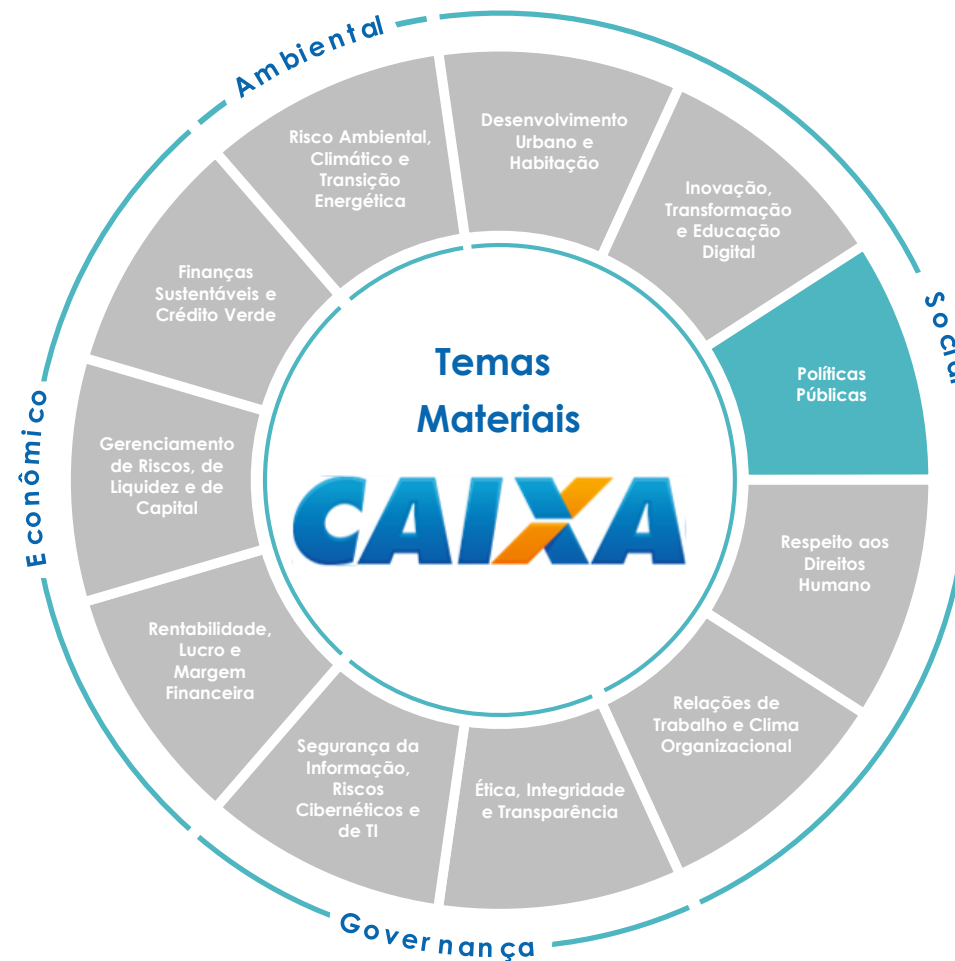 Ambiental
Desenvolvimento
Urbano e
Habitação
Risco Ambiental,
Climático e
Transição
Energética
Inovação,
Transformação
e Educação
Digital
Finanças
Sustentáveis e
Crédito Verde
Social
Temas
Materiais
CAIXA
Políticas
Públicas
Econômico
Gerenciamento
de Riscos, de
Liquidez e de
Capital
Respeito aos
Direitos
Humano
Rentabilidade,
Lucro e
Margem
Financeira
Relações de
Trabalho e Clima
Organizacional
Segurança da
Informação,
Riscos
Cibernéticos e
de TI
Ética, Integridade
e Transparência
Governança